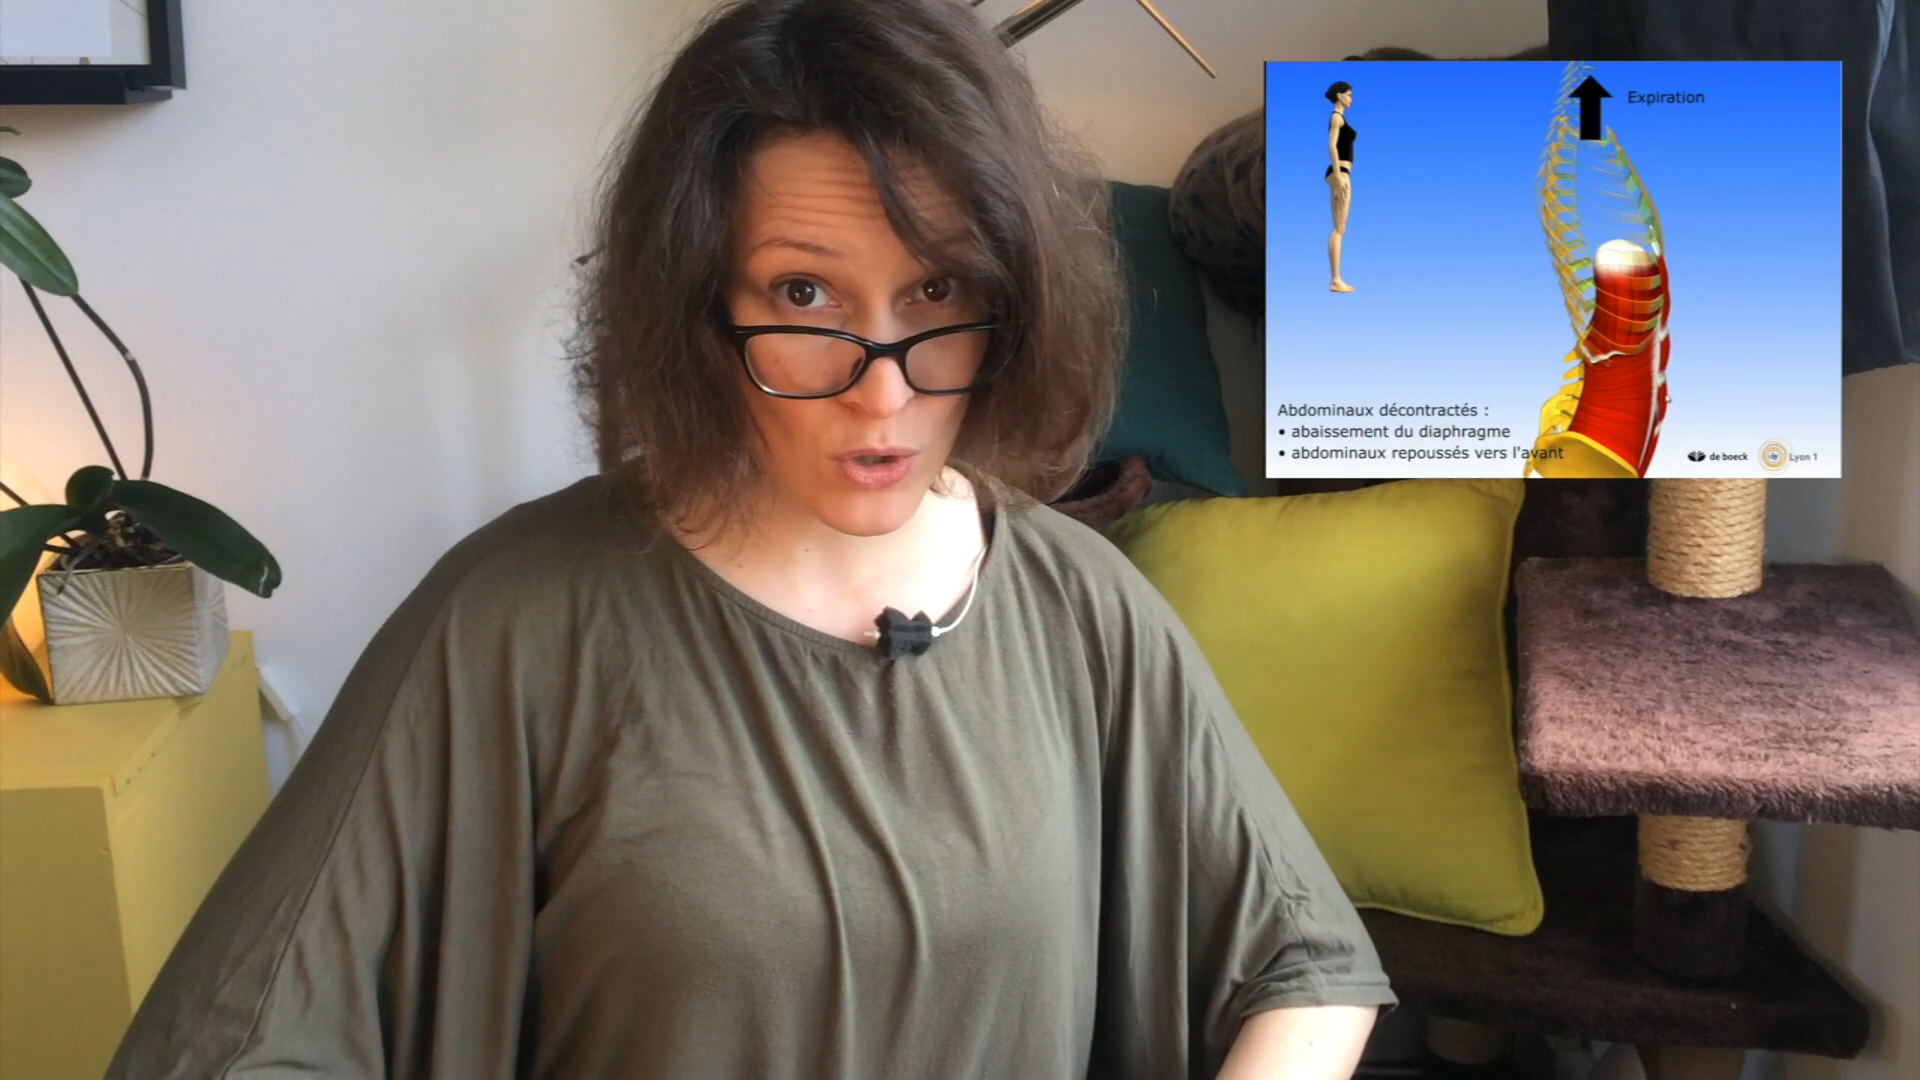 Expiration
Abdominaux décontractés :
• abaissement du diaphragme
• abdominaux repoussés vers l'avant
de boeck
Lyon 1